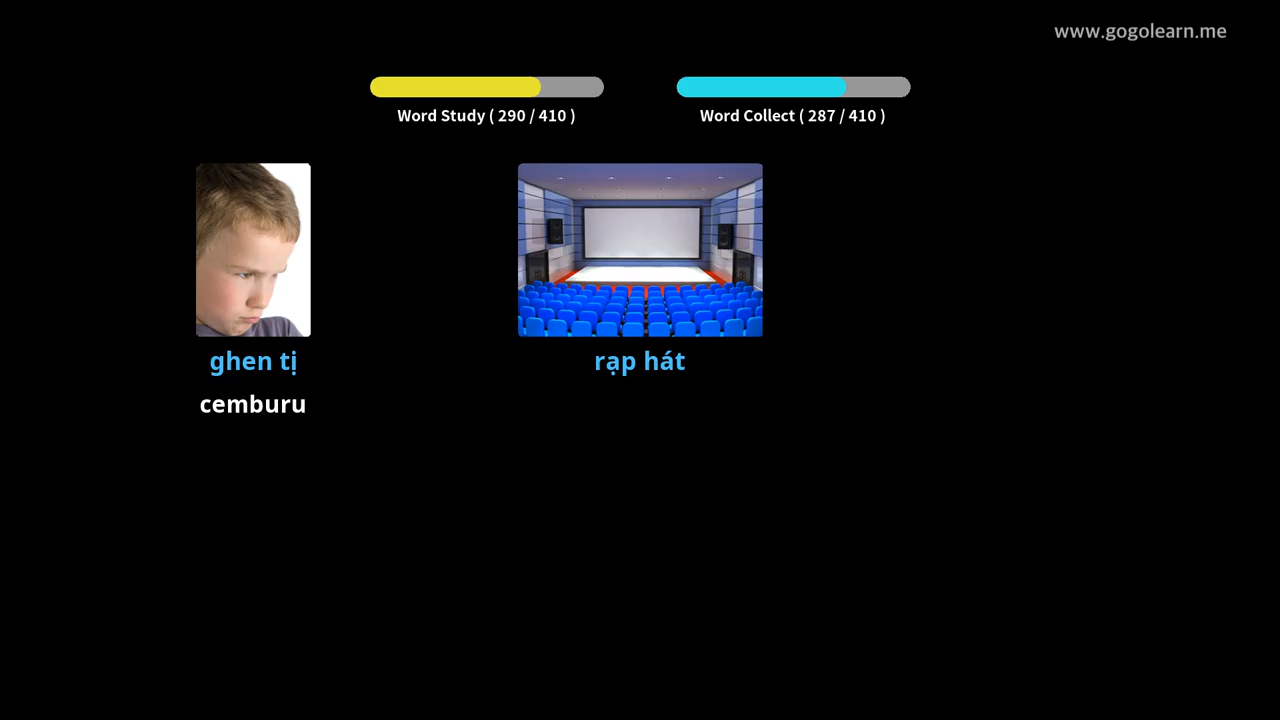 www.gogolearn.me
Word Study ( 290 / 410 )
Word Collect ( 287 / 410 )
ghen tị
rạp hát
cemburu